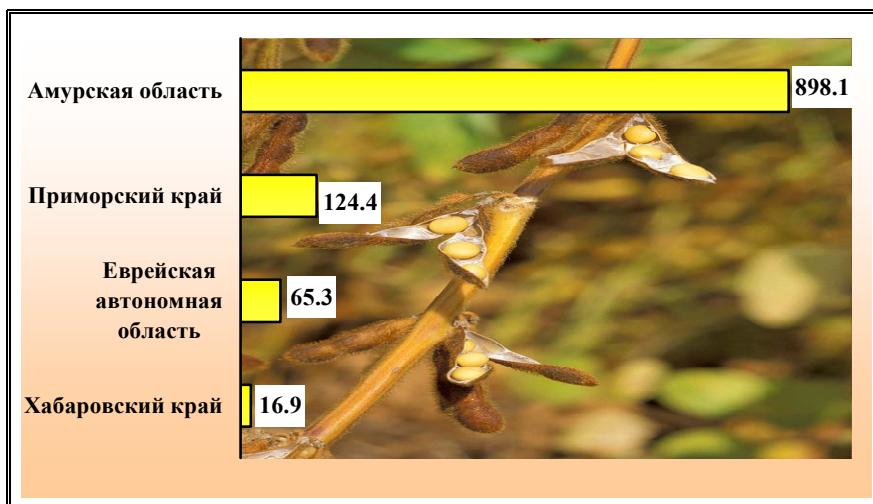 Амурская область
898.1
Приморский край
124.4
Еврейская
автономная
область
65.3
Хабаровский край
16.9